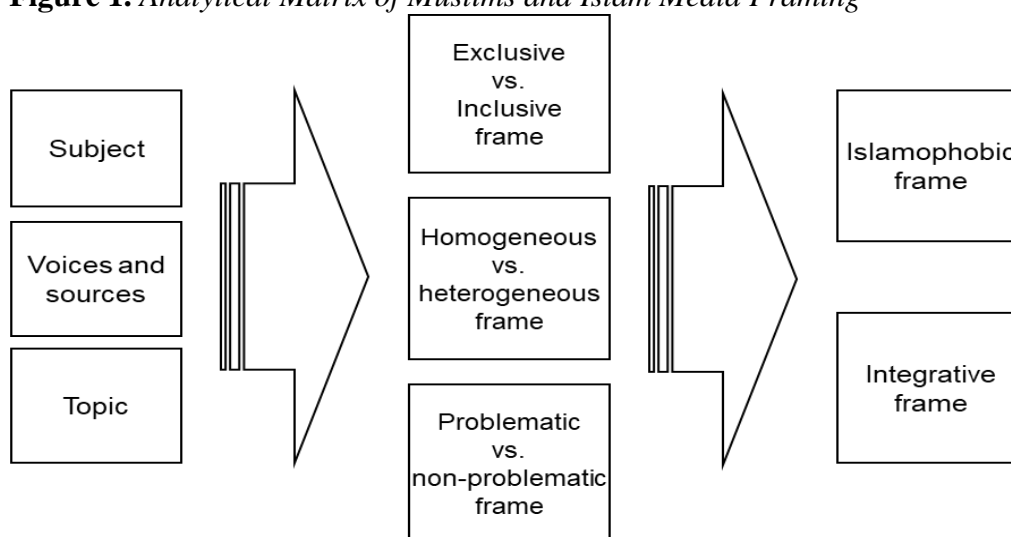 Figure 1. Analytical Matrix of Muslims and Islam Media Framing
Subject
Voices and
sources
Topic
Exclusive
vs.
Inclusive
frame
Homogeneous
vs.
heterogeneous
frame
Problematic
vs.
non-problematic
frame
Islamophobic
frame
Integrative
frame